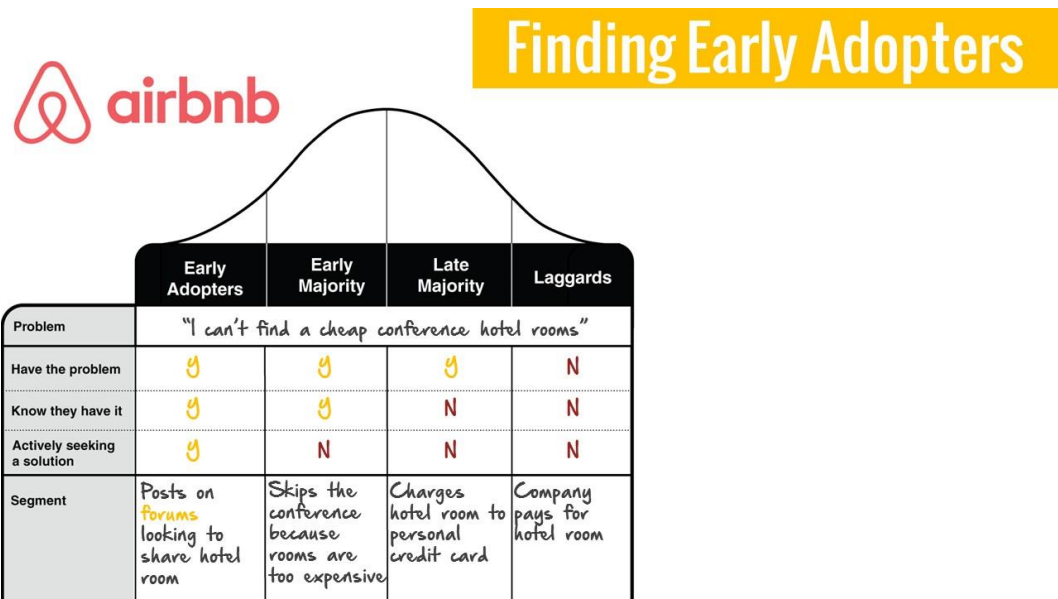 Finding Early Adopters
airbnb
Early
Adopters
Early
Majority
Late
Majority
Laggards
Problem
"I can't find a cheap conference hotel rooms"
Have the problem
y y y N
Know they have it
y y N N
Actively seeking
a solution
y N N N
Segment
Posts on
forums
looking to
share hotel
room
Skips the
conference
because
rooms are
too expensive
Charges
hotel room to
personal
credit card
Company
pays for
hotel room